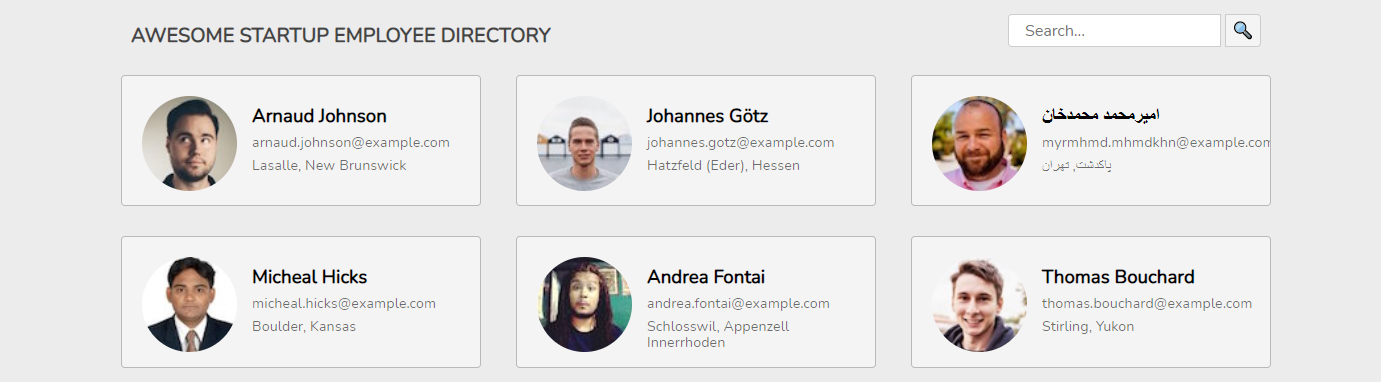 AWESOME STARTUP EMPLOYEE DIRECTORY
Search...
Arnaud Johnson
arnaud.johnson@example.com
Lasalle, New Brunswick
Johannes Götz
johannes.gotz@example.com
Hatzfeld (Eder), Hessen
امیرمحمد محمدخان
myrmhmd.mhmdkhn@example.com
پاکدشت, تهران
Micheal Hicks
micheal.hicks@example.com
Boulder, Kansas
Andrea Fontai
andrea.fontai@example.com
Schlosswil, Appenzell
Innerrhoden
Thomas Bouchard
thomas.bouchard@example.com
Stirling, Yukon